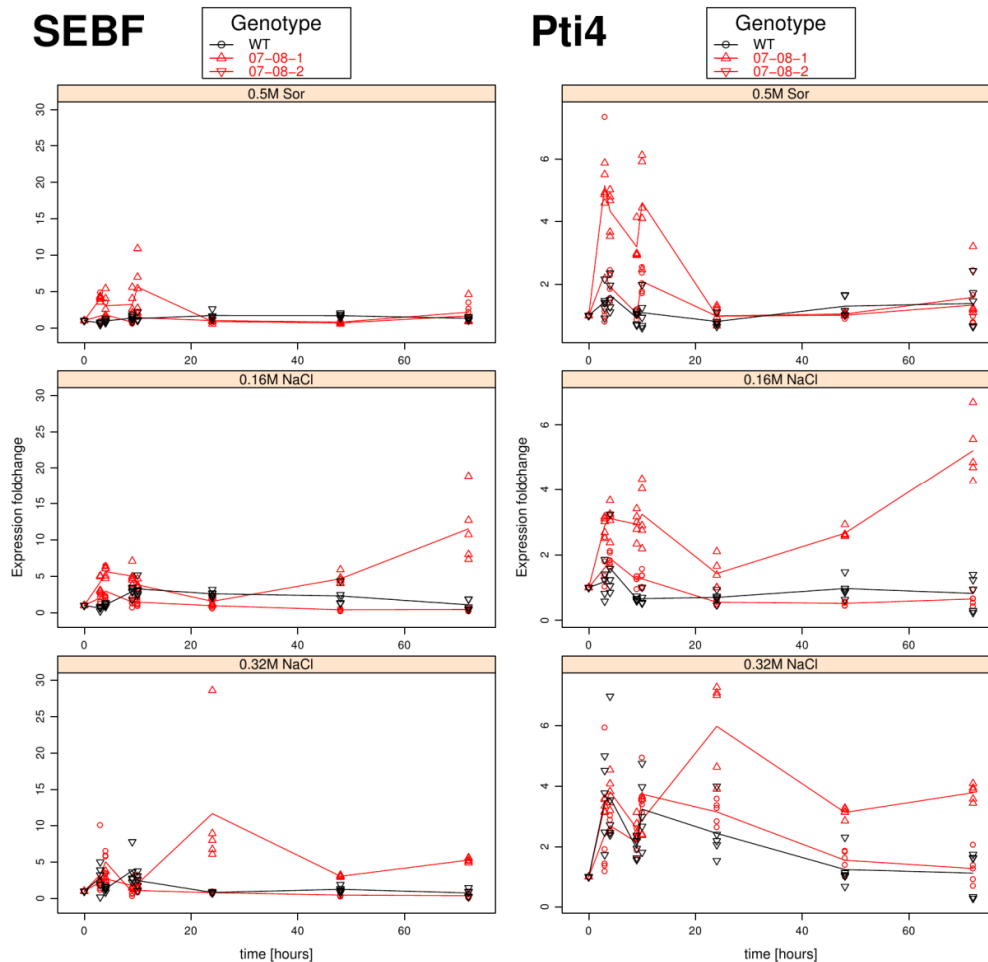 SEBF
Genotype
WT
07-08-1
07-08-2
0.5M Sor
30
25
20
15
10
5
0
0 20 40 60
0.16M NaCl
30
25
20
15
10
5
0
Expression foldchange
0 20 40 60
0.32M NaCl
30
25
20
15
10
5
0
0 20 40 60
time [hours]
Pti4
Genotype
WT
07-08-1
07-08-2
0.5M Sor
6
4
2
0 20 40 60
0.16M NaCl
6
4
2
0
Expression foldchange
0 20 40 60
0.32M NaCl
6
4
2
0
0 20 40 60
time [hours]